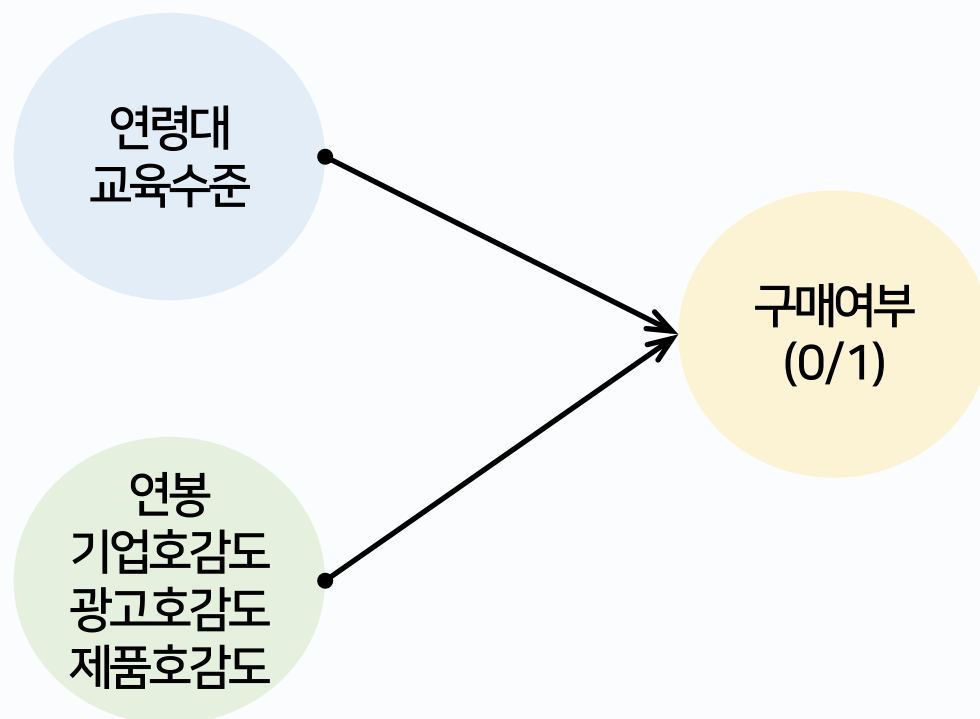 연령대
교육수준
구매여부
(0/1)
연봉
기업호감도
광고호감도
제품호감도